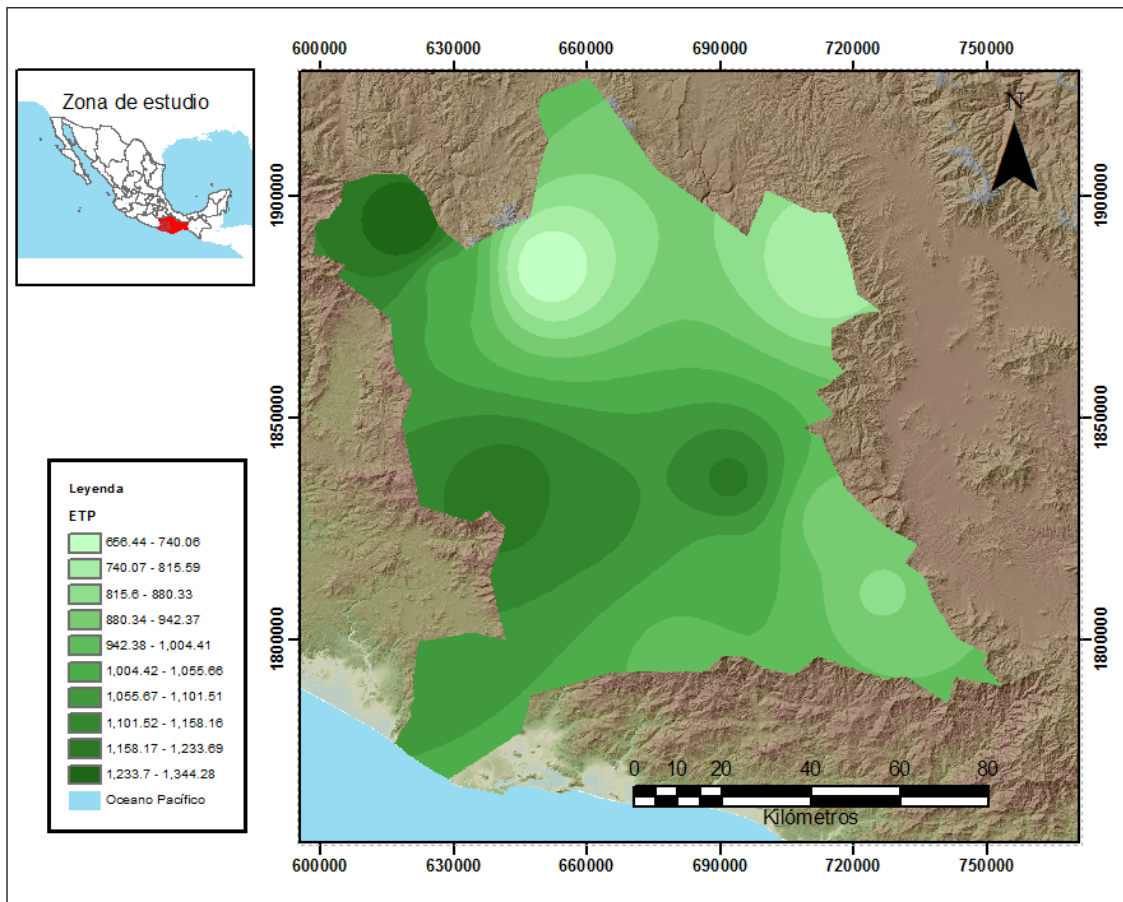 600000 630000 660000 690000 720000 750000
Zona de estudio
N
1900000 1900000
1850000 1850000
1800000 1800000
Leyenda
ETP
656.44 - 740.06
740.07 - 815.59
815.6 - 880.33
880.34 - 942.37
942.38 - 1,004.41
1,004.42 - 1,055.66
1,055.67 - 1,101.51
1,101.52 - 1,158.16
1,158.17 - 1,233.69
1,233.7 - 1,344.28
Oceano Pacífico
0 10 20 40 60 80
Kilómetros
600000 630000 660000 690000 720000 750000